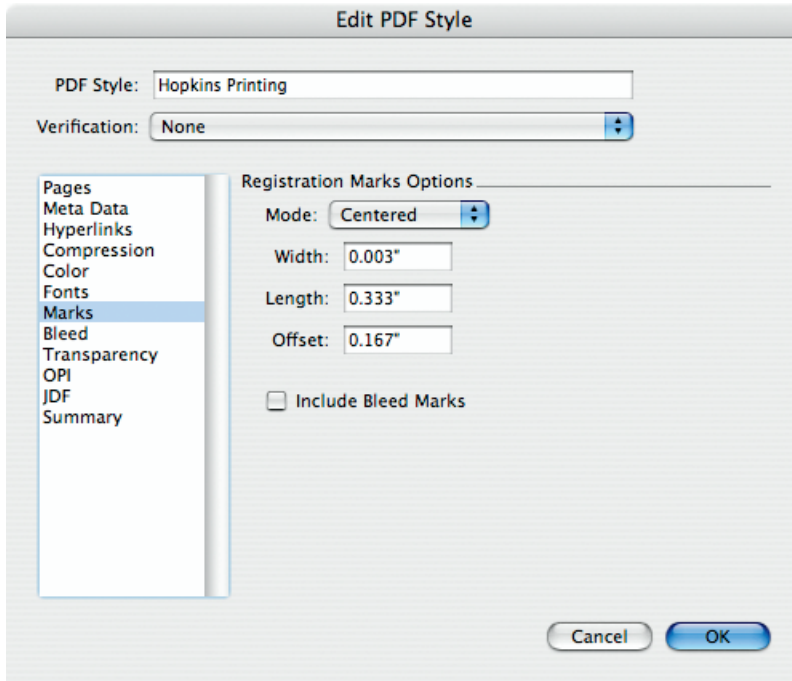 Edit PDF Style
PDF Style: Hopkins Printing
Verification: None
Pages
Meta Data
Hyperlinks
Compression
Color
Fonts
Marks
Bleed
Transparency
OPI
JDF
Summary
Registration Marks Options
Mode: Centered
Width: 0.003"
Length: 0.333"
Offset: 0.167"
Include Bleed Marks
Cancel OK